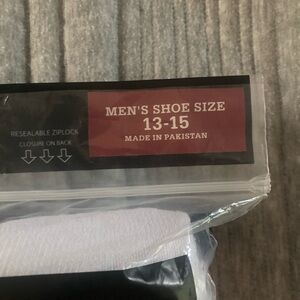 MEN'S SHOE SIZE
13-15
MADE IN PAKISTAN
RESEALABLE ZIPLOCK
CLOSURE ON BACK